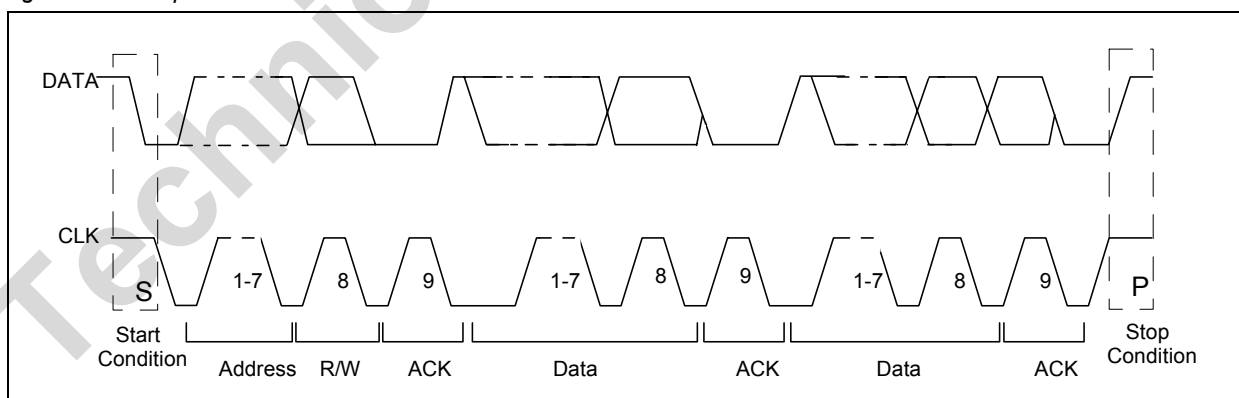 DATA
CLK
S
1-7
8
9
1-7
8
9
1-7
8
9
P
Start
Condition
Address
R/W
ACK
Data
ACK
Data
ACK
Stop
Condition
Technic